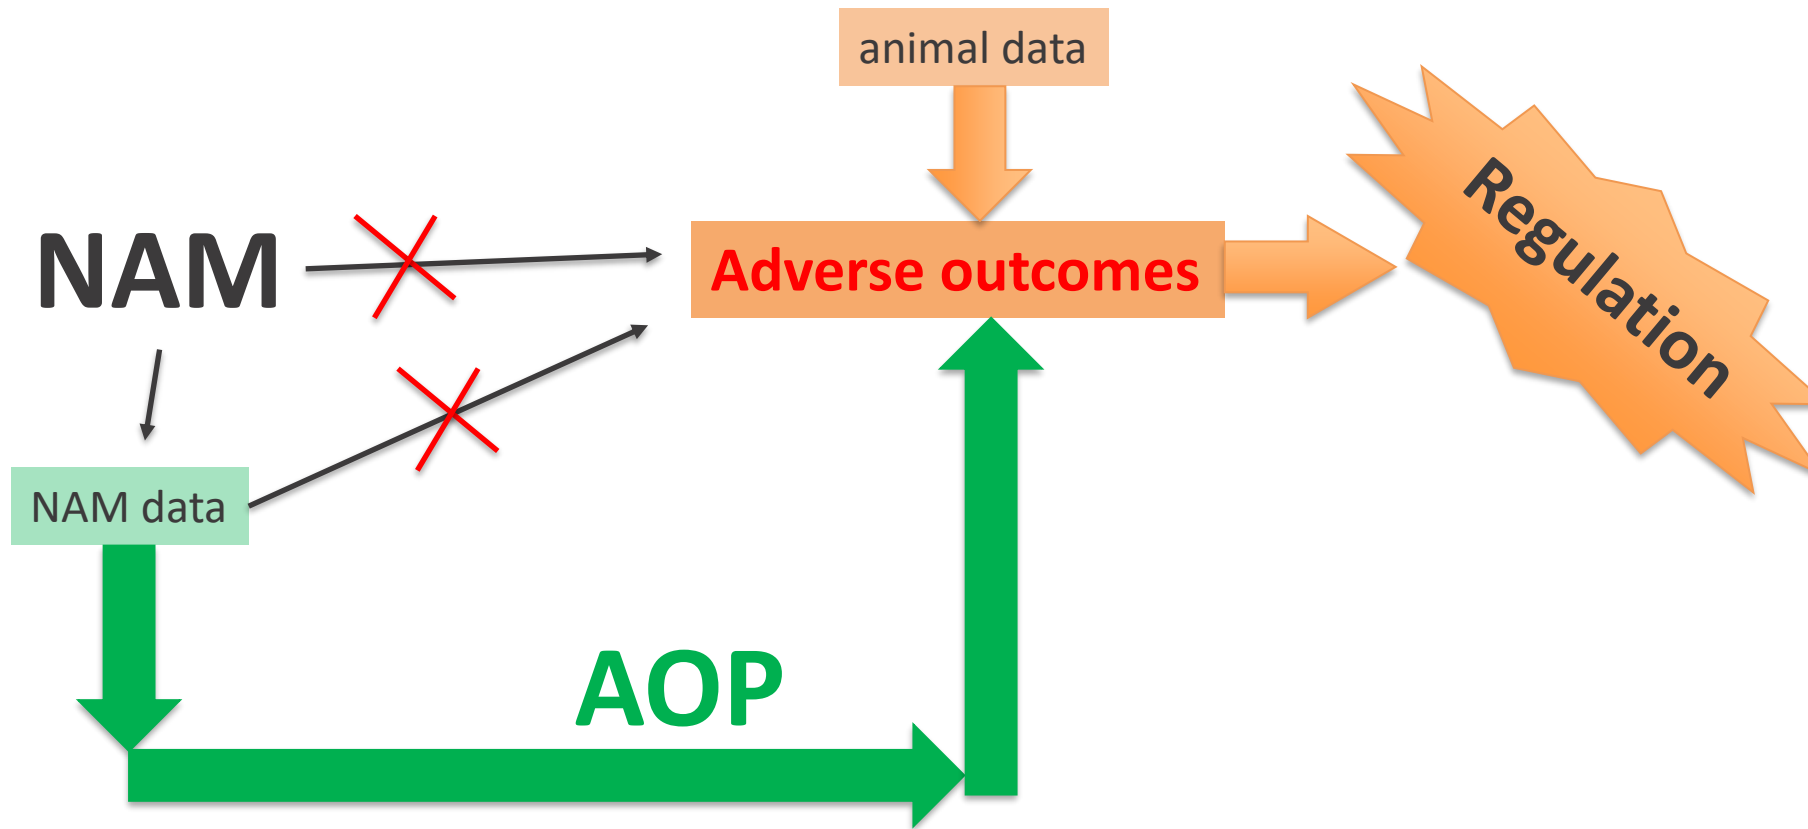 animal data
NAM
Adverse outcomes
Regulation
NAM data
AOP